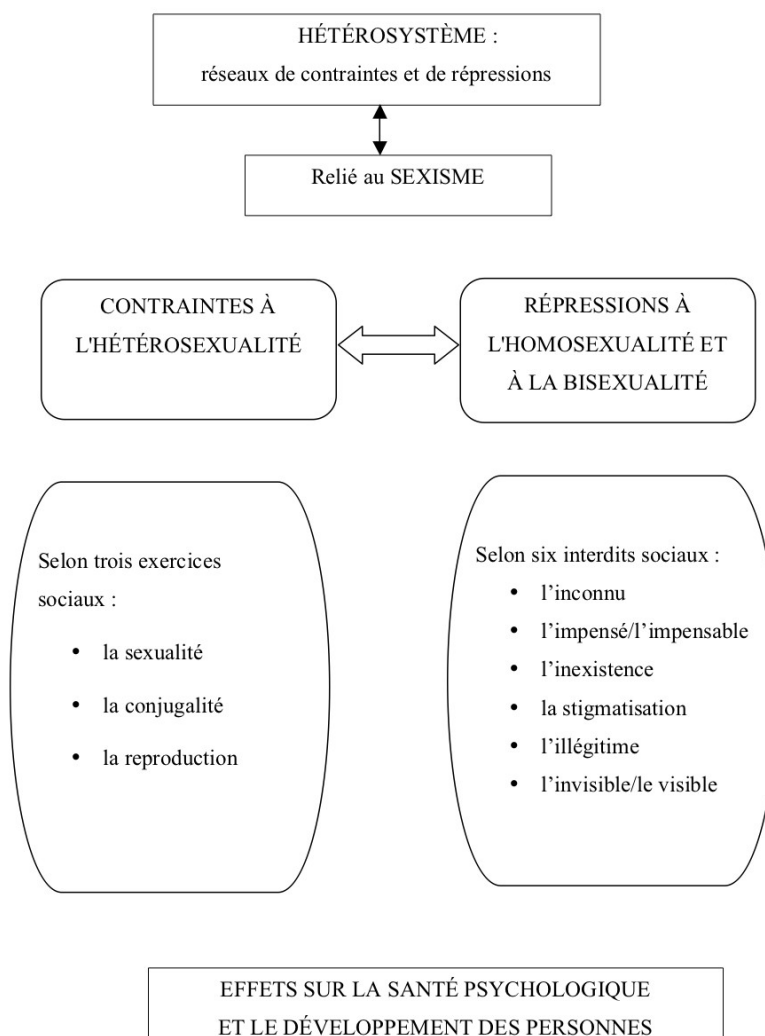 HÉTÉROSYSTÈME :
réseaux de contraintes et de répressions
Relié au SEXISME
CONTRAINTES À
L'HÉTÉROSEXUALITÉ
RÉPRESSIONS À
L'HOMOSEXUALITÉ ET
À LA BISEXUALITÉ
Selon trois exercices
sociaux :
• la sexualité
• la conjugalité
• la reproduction
Selon six interdits sociaux :
• l’inconnu
• l’impensé/l’impensable
• l’inexistence
• la stigmatisation
• l’illégitime
• l’invisible/le visible
EFFETS SUR LA SANTÉ PSYCHOLOGIQUE
ET LE DÉVELOPPEMENT DES PERSONNES